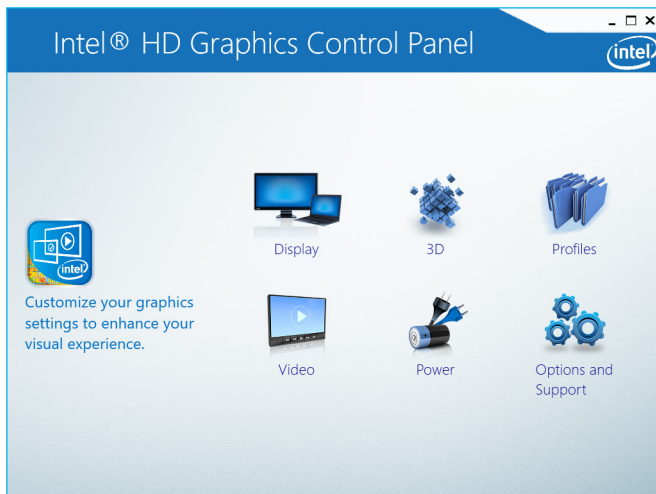 Intel® HD Graphics Control Panel
intel
Display
3D
Profiles
intel
Customize your graphics
settings to enhance your
visual experience.
Video
Power
Options and
Support